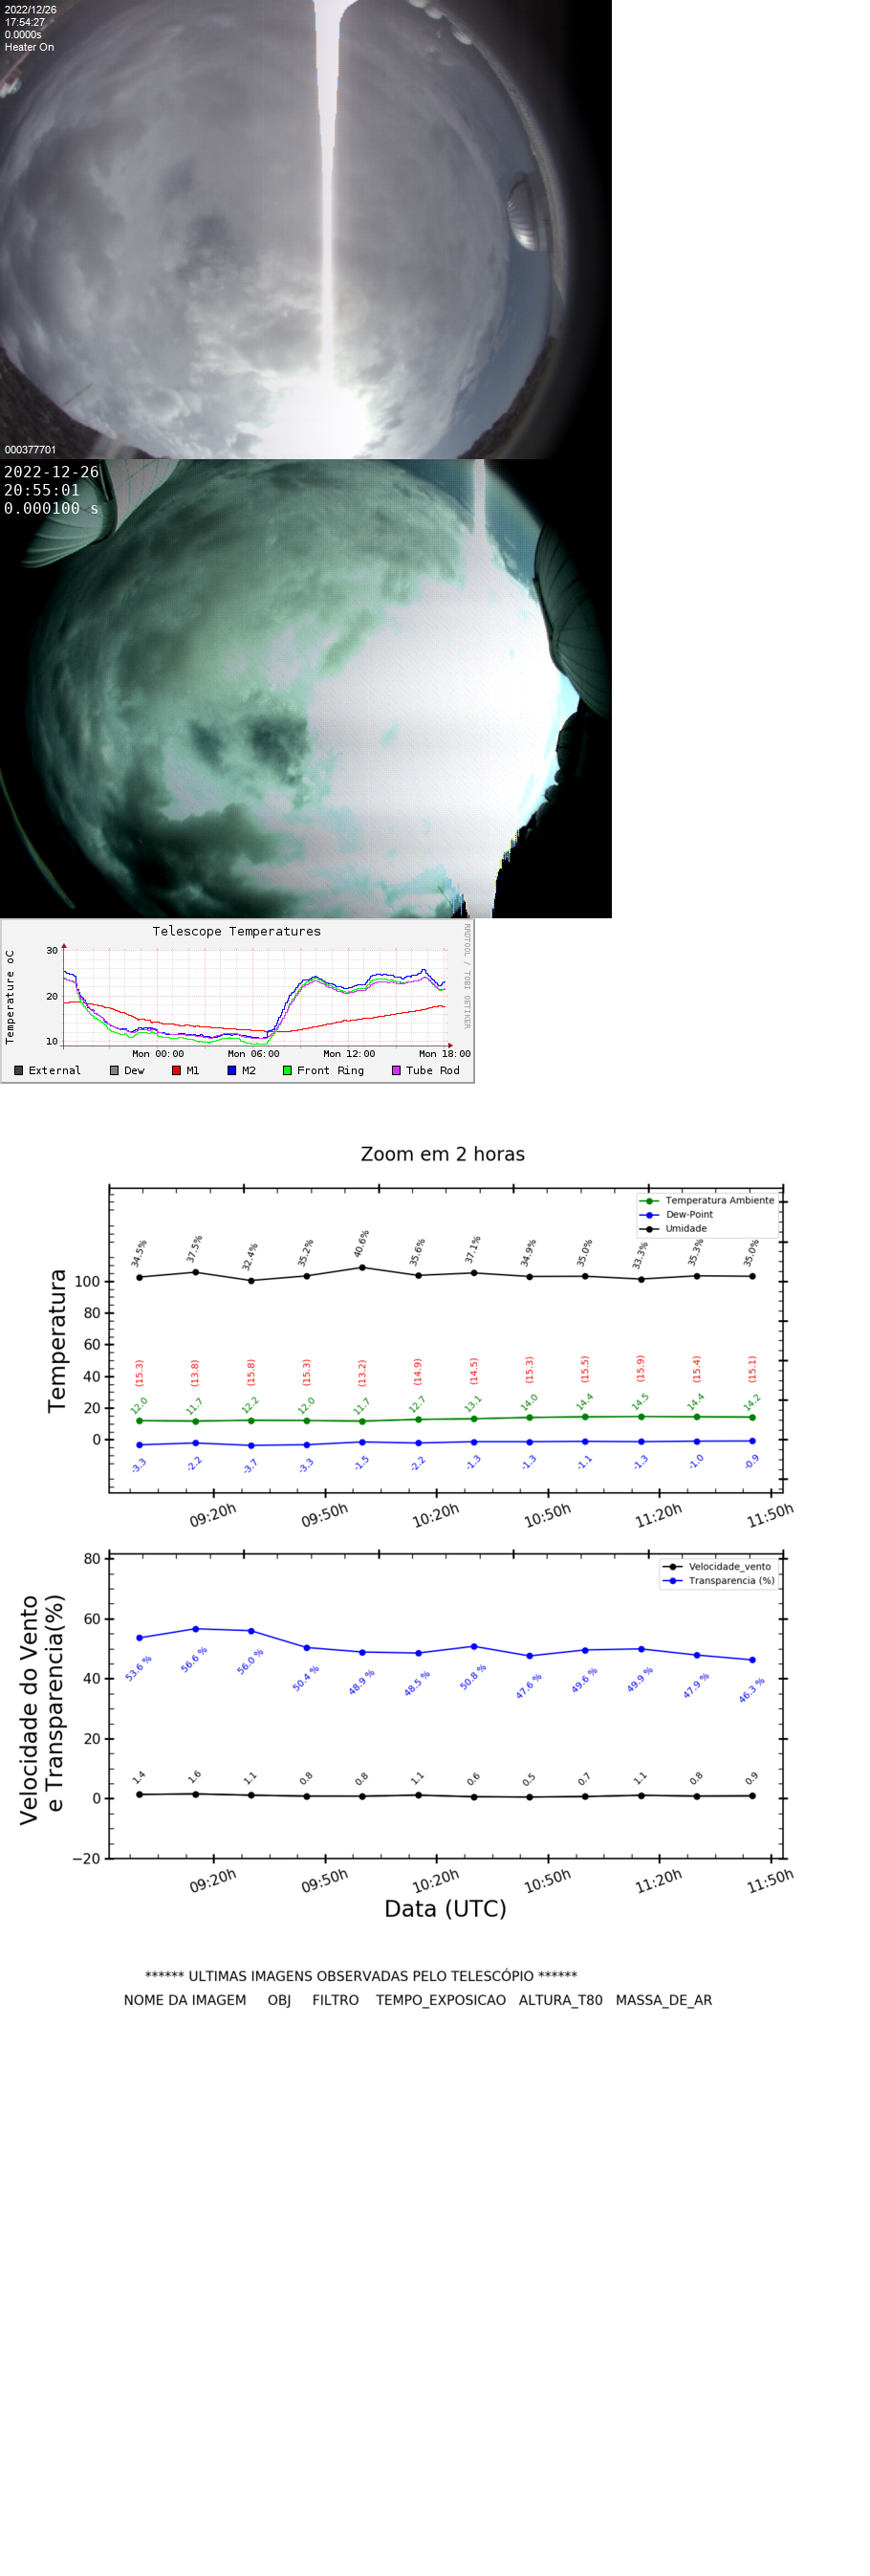 2022/12/26
17:54:27
0.0000s
Heater On
000377701
2022-12-26
20:55:01
0.000100 s
Telescope Temperatures
RRDTOOL / TOBI OETIKER
Temperature oC
30
20
10
Mon 00:00 Mon 06:00 Mon 12:00 Mon 18:00
External Dew M1 M2 Front Ring Tube Rod
Zoom em 2 horas
Temperatura Ambiente
Dew-Point
Umidade
34.5% 37.5% 32.4% 35.2% 40.6% 35.6% 37.1% 34.9% 35.0% 33.3% 35.3% 35.0%
Temperatura
100
80
60
40
20
0
(15.3) (13.8) (15.8) (15.3) (13.2) (14.9) (14.5) (15.3) (15.5) (15.9) (15.4) (15.1)
12.0 11.7 12.2 12.0 11.7 12.7 13.1 14.0 14.4 14.5 14.4 14.2
-3.3 -2.2 -3.7 -3.3 -1.5 -2.2 -1.3 -1.3 -1.1 -1.3 -1.0 -0.9
09:20h 09:50h 10:20h 10:50h 11:20h 11:50h
Velocidade_vento
Transparencia (%)
Velocidade do Vento
e Transparencia(%)
80
60
40
20
0
−20
53.6 % 56.6 % 56.0 % 50.4 % 48.9 % 48.5 % 50.8 % 47.6 % 49.6 % 49.9 % 47.9 % 46.3 %
1.4 1.6 1.1 0.8 0.8 1.1 0.6 0.5 0.7 1.1 0.8 0.9
09:20h 09:50h 10:20h 10:50h 11:20h 11:50h
Data (UTC)
****** ULTIMAS IMAGENS OBSERVADAS PELO TELESCÓPIO ******
NOME DA IMAGEM OBJ FILTRO TEMPO_EXPOSICAO ALTURA_T80 MASSA_DE_AR